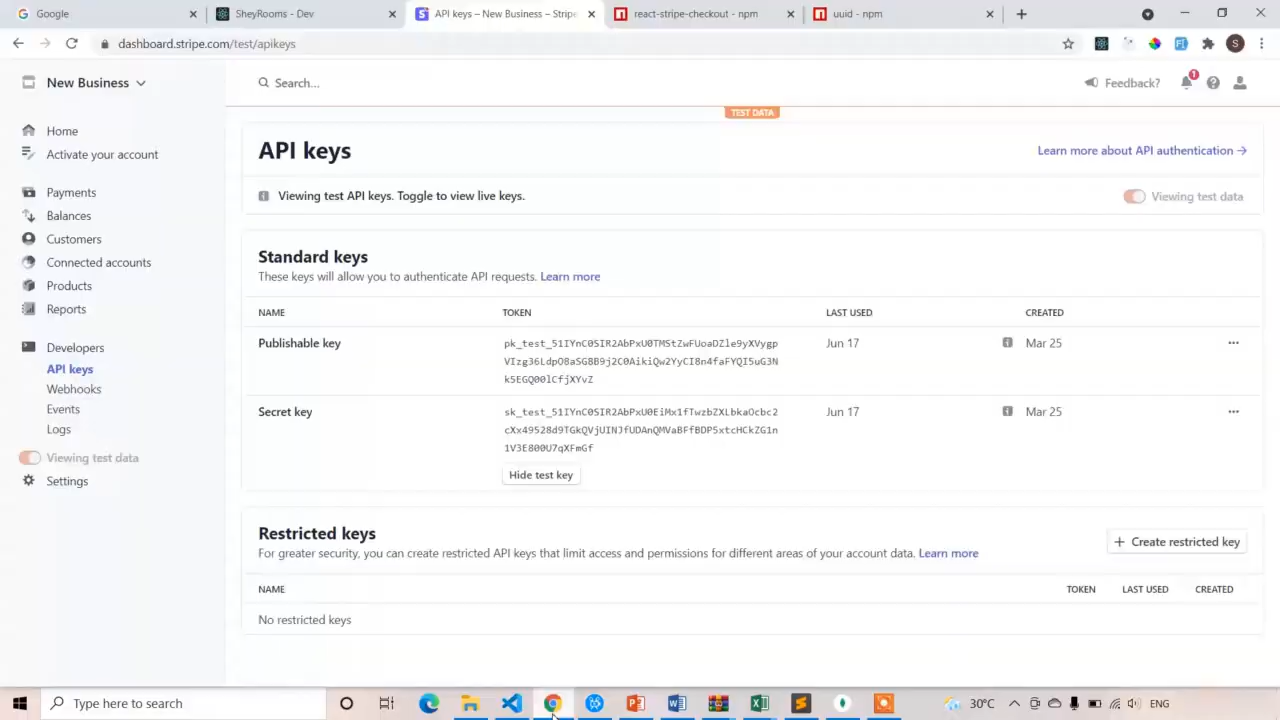 Google
SheyRooms - Dev
API keys – New Business – Stripe
react-stripe-checkout - npm
uuid - npm
dashboard.stripe.com/test/apikeys
S
New Business
Search...
Feedback?
1
TEST DATA
Home
Activate your account
Payments
Balances
Customers
Connected accounts
Products
Reports
Developers
API keys
Webhooks
Events
Logs
Viewing test data
Settings
API keys
Learn more about API authentication →
Viewing test API keys. Toggle to view live keys.
Viewing test data
Standard keys
These keys will allow you to authenticate API requests. Learn more
NAME TOKEN LAST USED CREATED
Publishable key
Jun 17 Mar 25
Secret key
Jun 17 Mar 25
Hide test key
Restricted keys
For greater security, you can create restricted API keys that limit access and permissions for different areas of your account data. Learn more
+ Create restricted key
NAME TOKEN LAST USED CREATED
No restricted keys
Type here to search
30°C
ENG